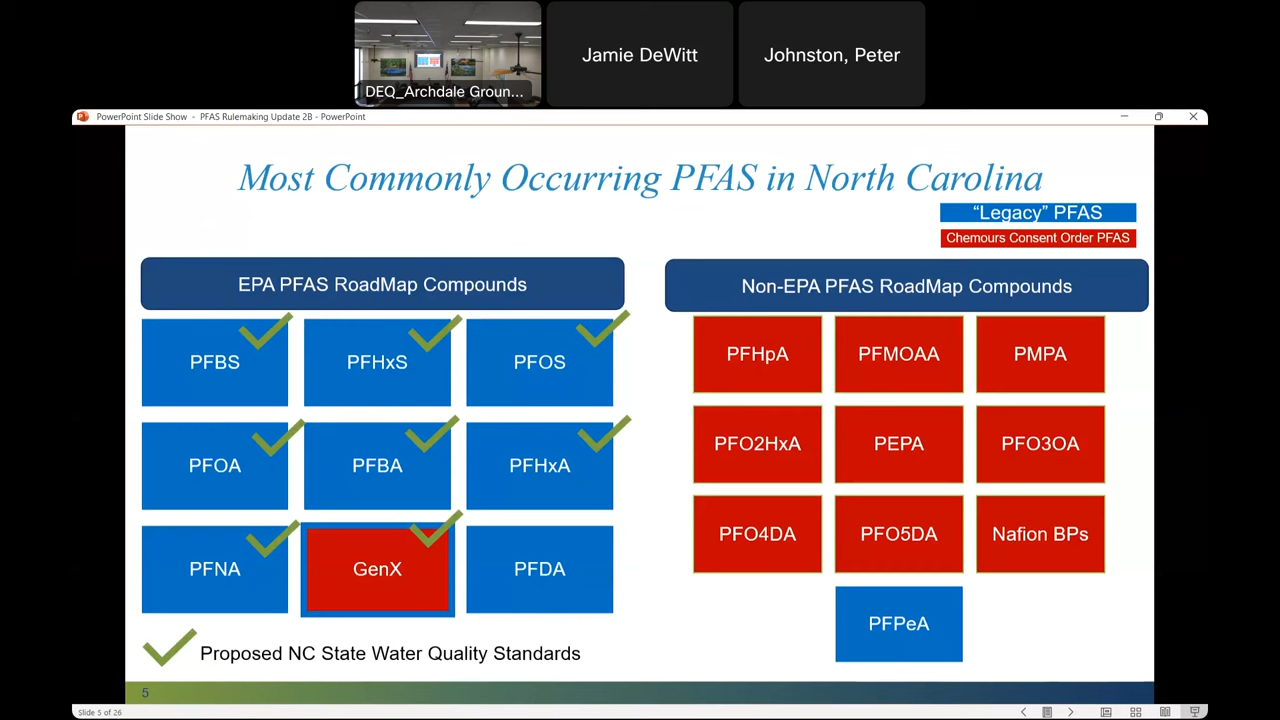 DEQ_Archdale Groun...
Jamie DeWitt
Johnston, Peter
PowerPoint Slide Show - PFAS Rulemaking Update 2B - PowerPoint
Most Commonly Occurring PFAS in North Carolina
“Legacy” PFAS
Chemours Consent Order PFAS
EPA PFAS RoadMap Compounds
PFBS
PFHxS
PFOS
PFOA
PFBA
PFHxA
PFNA
GenX
PFDA
Proposed NC State Water Quality Standards
Non-EPA PFAS RoadMap Compounds
PFHpA
PFMOAA
PMPA
PFO2HxA
PEPA
PFO3OA
PFO4DA
PFO5DA
Nafion BPs
PFPeA
5
Slide 5 of 26